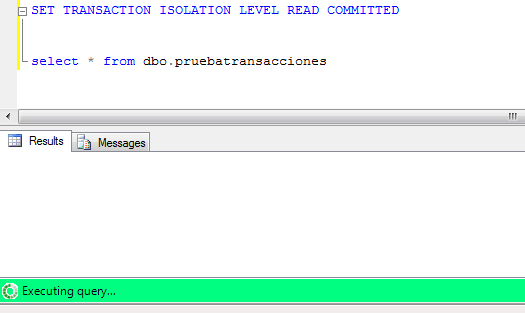 SET TRANSACTION ISOLATION LEVEL READ COMMITTED
select * from dbo.pruebatransacciones
Results Messages
Executing query...